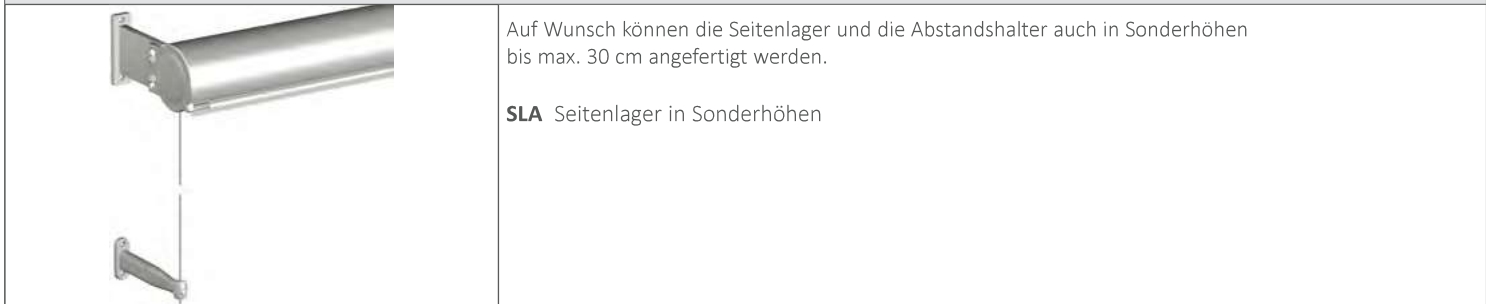 Auf Wunsch können die Seitenlager und die Abstandshalter auch in Sonderhöhen
bis max. 30 cm angefertigt werden.
SLA Seitenlager in Sonderhöhen